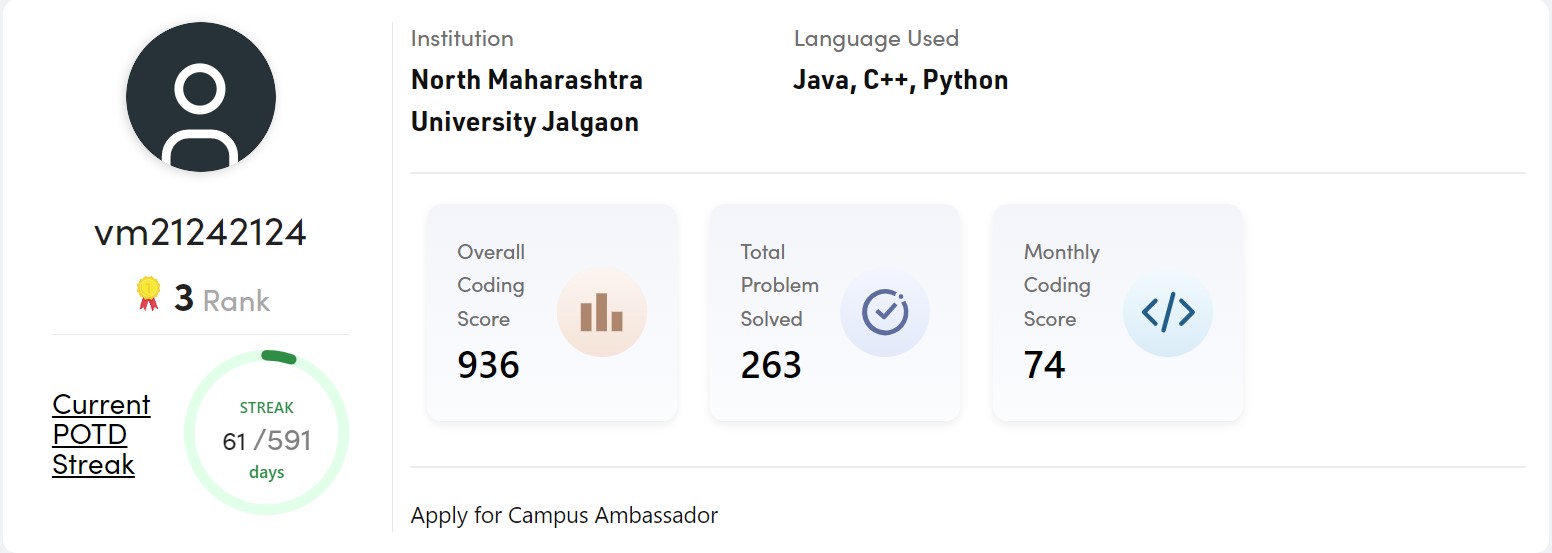 vm21242124
3 Rank
Current
POTD
Streak
STREAK
61 /591
days
Institution
North Maharashtra
University Jalgaon
Language Used
Java, C++, Python
Overall
Coding
Score
936
Total
Problem
Solved
263
Monthly
Coding
Score
74
Apply for Campus Ambassador